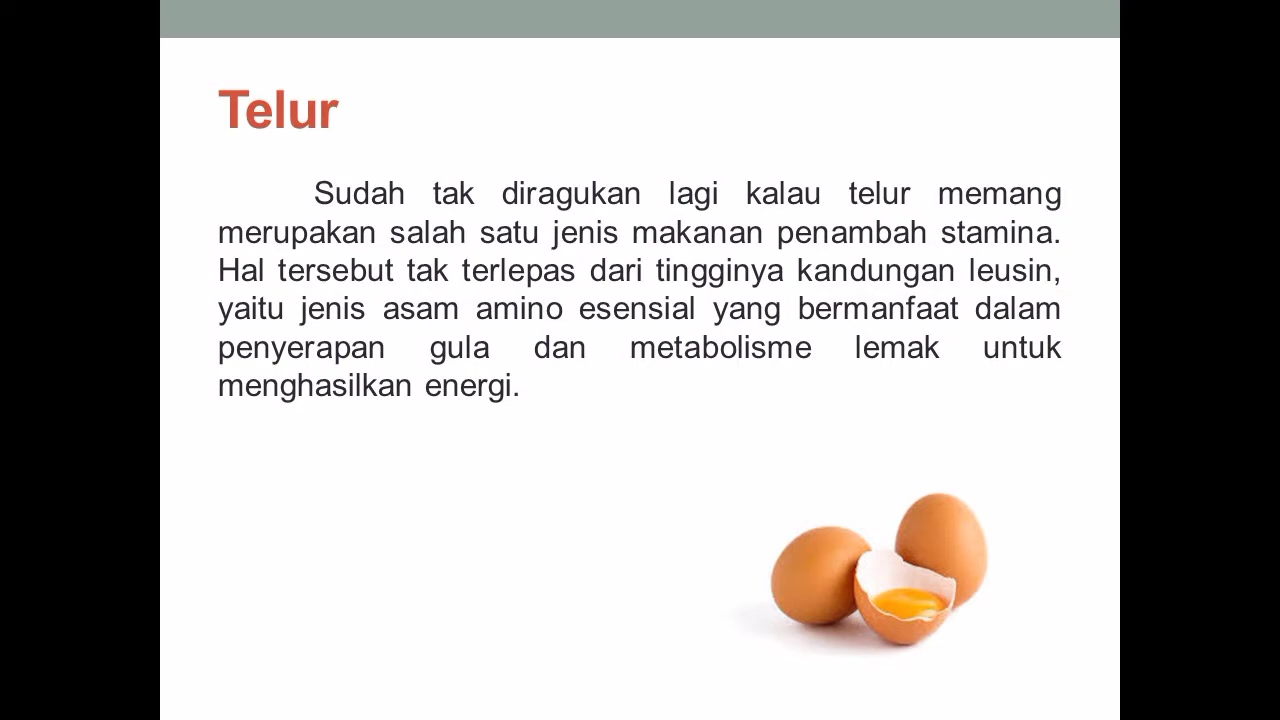 Telur
Sudah tak diragukan lagi kalau telur memang
merupakan salah satu jenis makanan penambah stamina.
Hal tersebut tak terlepas dari tingginya kandungan leusin,
yaitu jenis asam amino esensial yang bermanfaat dalam
penyerapan gula dan metabolisme lemak untuk
menghasilkan energi.